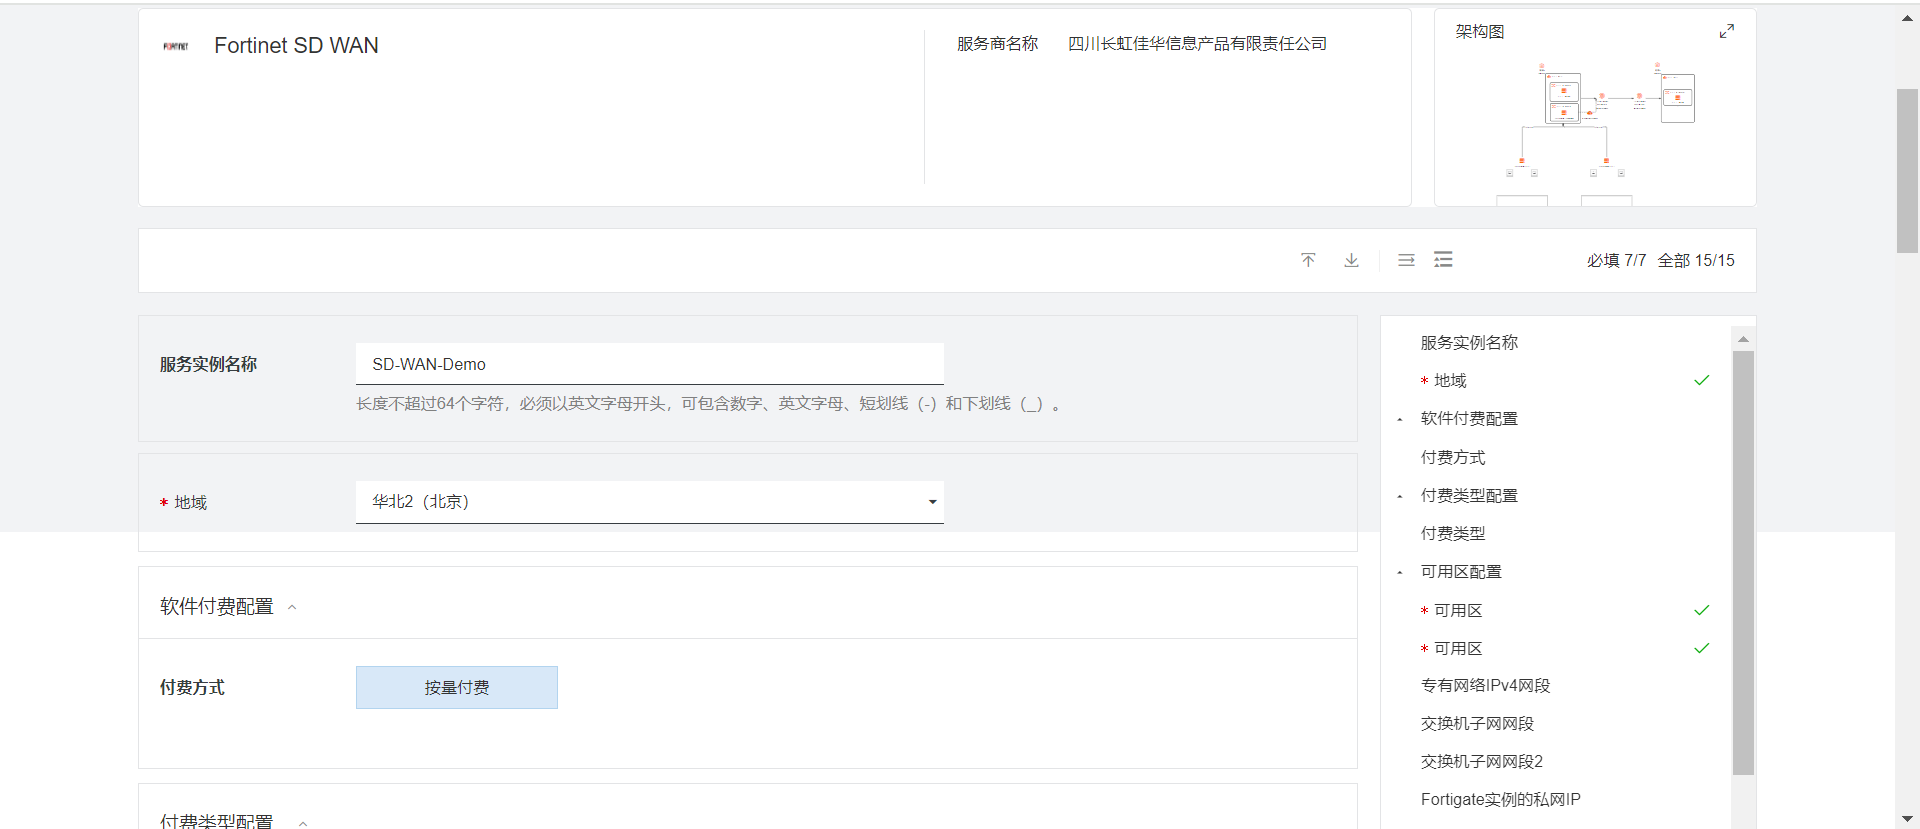 FORTINET
Fortinet SD WAN
服务商名称 四川长虹佳华信息产品有限责任公司
架构图
必填 7/7 全部 15/15
服务实例名称
SD-WAN-Demo
长度不超过64个字符，必须以英文字母开头，可包含数字、英文字母、短划线（-）和下划线（_）。
* 地域
华北2（北京）
软件付费配置
付费方式
按量付费
付费类型配置
服务实例名称
* 地域
软件付费配置
付费方式
付费类型配置
付费类型
可用区配置
* 可用区
* 可用区
专有网络IPv4网段
交换机子网网段
交换机子网网段2
Fortigate实例的私网IP